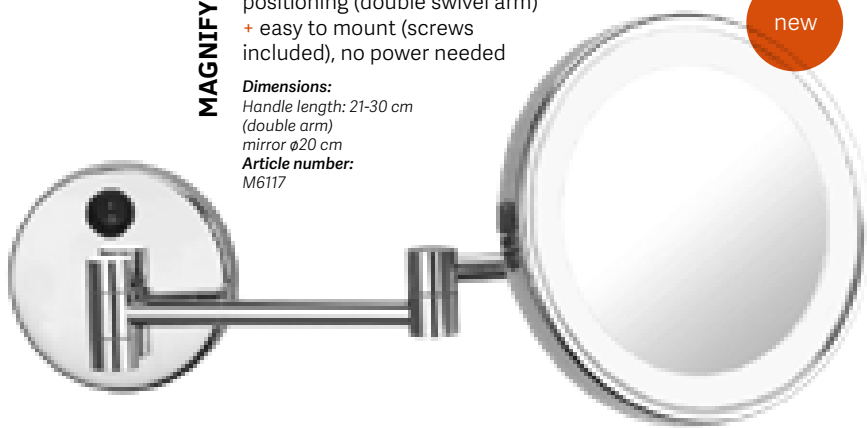 MAGNIFY
positioning (double swivel arm)
+ easy to mount (screws
included), no power needed
Dimensions:
Handle length: 21-30 cm
(double arm)
mirror ø20 cm
Article number:
M6117
new